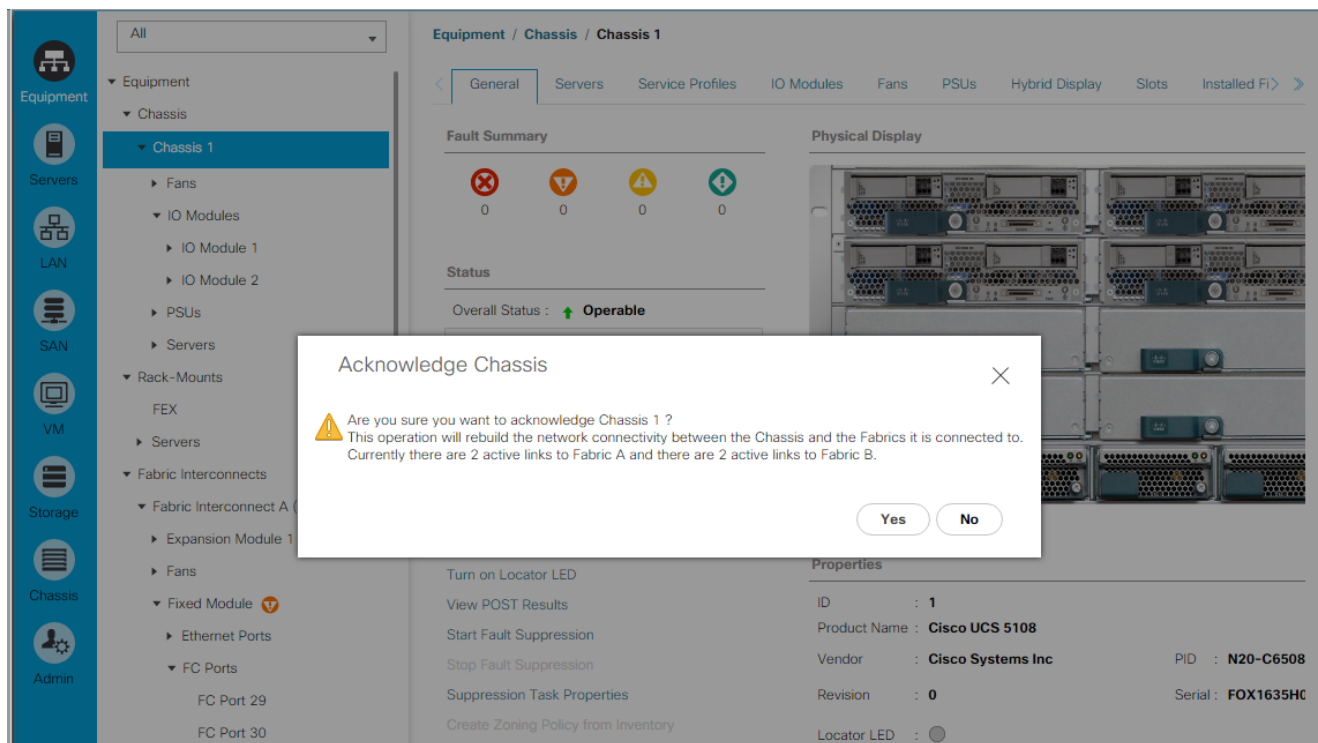 All
Equipment / Chassis / Chassis 1
Equipment
Servers
LAN
SAN
VM
Storage
Chassis
Admin
Equipment
Chassis
Chassis 1
Fans
IO Modules
IO Module 1
IO Module 2
PSUs
Servers
Rack-Mounts
FEX
Servers
Fabric Interconnects
Fabric Interconnect A (
Expansion Module 1
Fans
Fixed Module
Ethernet Ports
FC Ports
FC Port 29
FC Port 30
General Servers Service Profiles IO Modules Fans PSUs Hybrid Display Slots Installed Fi
Fault Summary
0 0 0 0
Status
Overall Status : Operable
Physical Display
Acknowledge Chassis
Are you sure you want to acknowledge Chassis 1 ?
This operation will rebuild the network connectivity between the Chassis and the Fabrics it is connected to.
Currently there are 2 active links to Fabric A and there are 2 active links to Fabric B.
Yes No
Turn on Locator LED
View POST Results
Start Fault Suppression
Stop Fault Suppression
Suppression Task Properties
Create Zoning Policy from Inventory
Properties
ID : 1
Product Name : Cisco UCS 5108
Vendor : Cisco Systems Inc PID : N20-C6508
Revision : 0 Serial : FOX1635H
Locator LED :